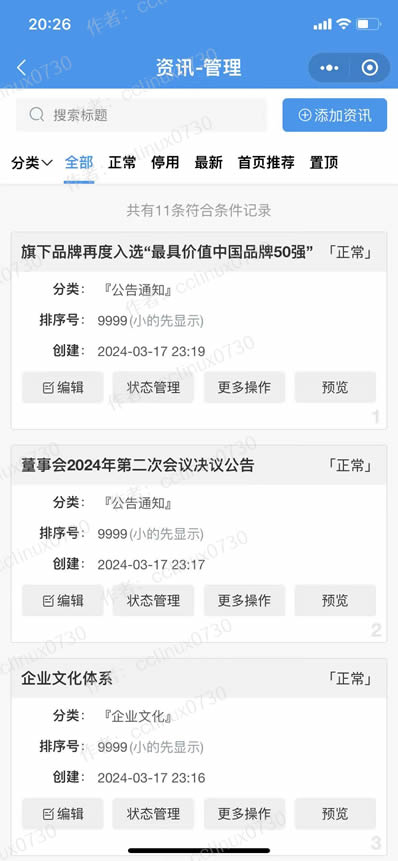 20:26
资讯-管理
搜索标题
添加资讯
分类 全部 正常 停用 最新 首页推荐 置顶
共有11条符合条件记录
旗下品牌再度入选“最具价值中国品牌50强” 「正常」
分类： 『公告通知』
排序号： 9999(小的先显示)
创建： 2024-03-17 23:19
编辑 状态管理 更多操作 预览
1
董事会2024年第二次会议决议公告 「正常」
分类： 『公告通知』
排序号： 9999(小的先显示)
创建： 2024-03-17 23:17
编辑 状态管理 更多操作 预览
2
企业文化体系 「正常」
分类： 『企业文化』
排序号： 9999(小的先显示)
创建： 2024-03-17 23:16
编辑 状态管理 更多操作 预览
3
作者：cclinux0730